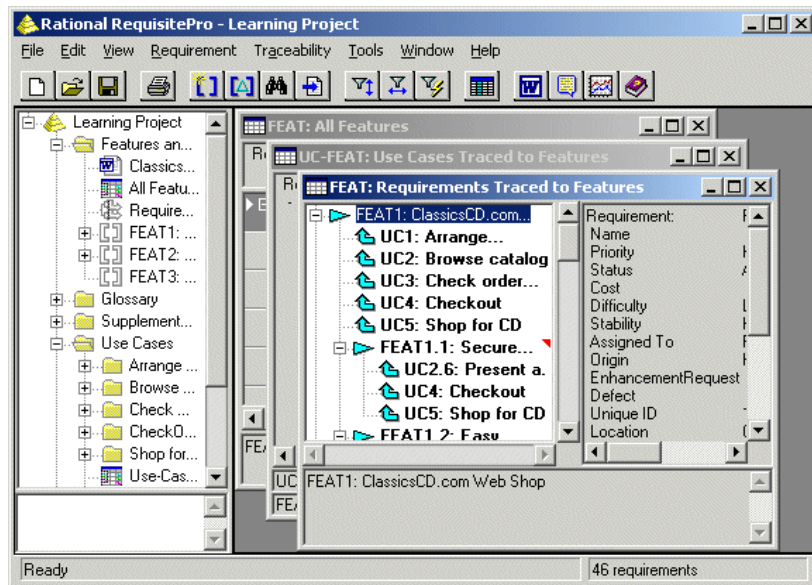 Rational RequisitePro - Learning Project
File Edit View Requirement Traceability Tools Window Help
Learning Project
Features an...
Classics...
All Featu...
Require...
FEAT1: ...
FEAT2: ...
FEAT3: ...
Glossary
Supplement...
Use Cases
Arrange ...
Browse ...
Check ...
CheckO...
Shop for...
Use-Cas...
FEAT: All Features
UC-FEAT: Use Cases Traced to Features
FEAT: Requirements Traced to Features
FEAT1: ClassicsCD.com...
UC1: Arrange...
UC2: Browse catalog
UC3: Check order...
UC4: Checkout
UC5: Shop for CD
FEAT1.1: Secure...
UC2.6: Present a.
UC4: Checkout
UC5: Shop for CD
FEAT1.2: Easy
Requirement:
Name
Priority
Status
Cost
Difficulty
Stability
Assigned To
Origin
EnhancementRequest
Defect
Unique ID
Location
FEAT1: ClassicsCD.com Web Shop
Ready
46 requirements